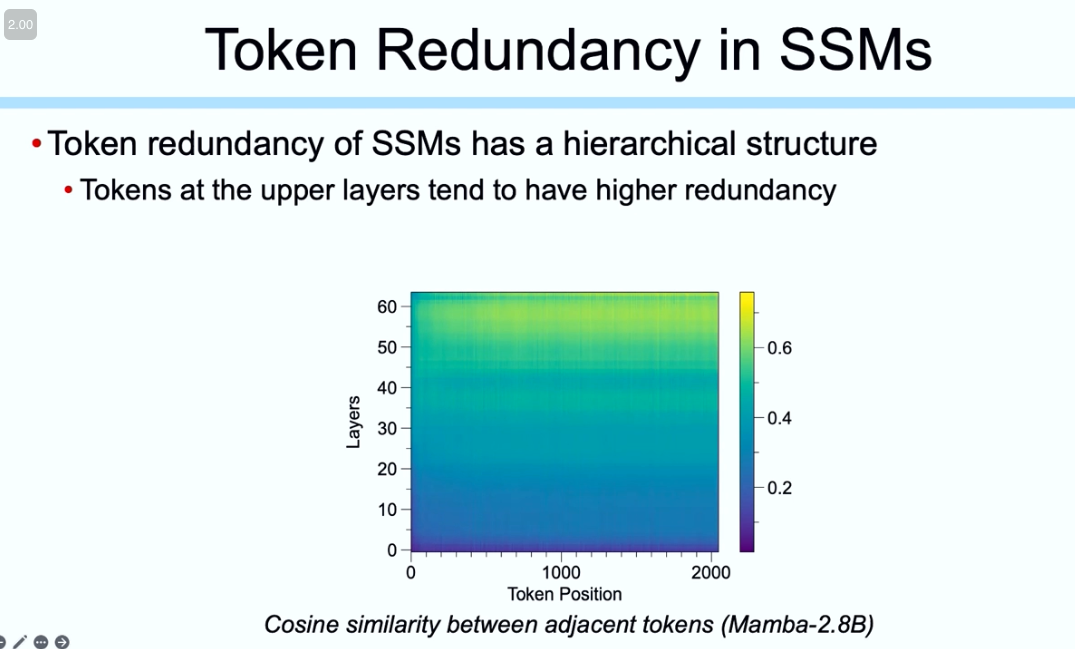 2.00
Token Redundancy in SSMs
• Token redundancy of SSMs has a hierarchical structure
• Tokens at the upper layers tend to have higher redundancy
60
50
40
30
20
10
0
Layers
0 1000 2000
Token Position
0.6
0.4
0.2
Cosine similarity between adjacent tokens (Mamba-2.8B)